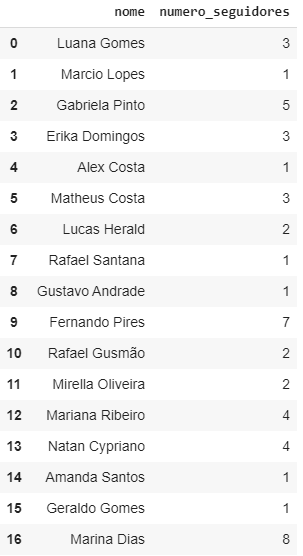 nome numero_seguidores
0 Luana Gomes 3
1 Marcio Lopes 1
2 Gabriela Pinto 5
3 Erika Domingos 3
4 Alex Costa 1
5 Matheus Costa 3
6 Lucas Herald 2
7 Rafael Santana 1
8 Gustavo Andrade 1
9 Fernando Pires 7
10 Rafael Gusmão 2
11 Mirella Oliveira 2
12 Mariana Ribeiro 4
13 Natan Cypriano 4
14 Amanda Santos 1
15 Geraldo Gomes 1
16 Marina Dias 8